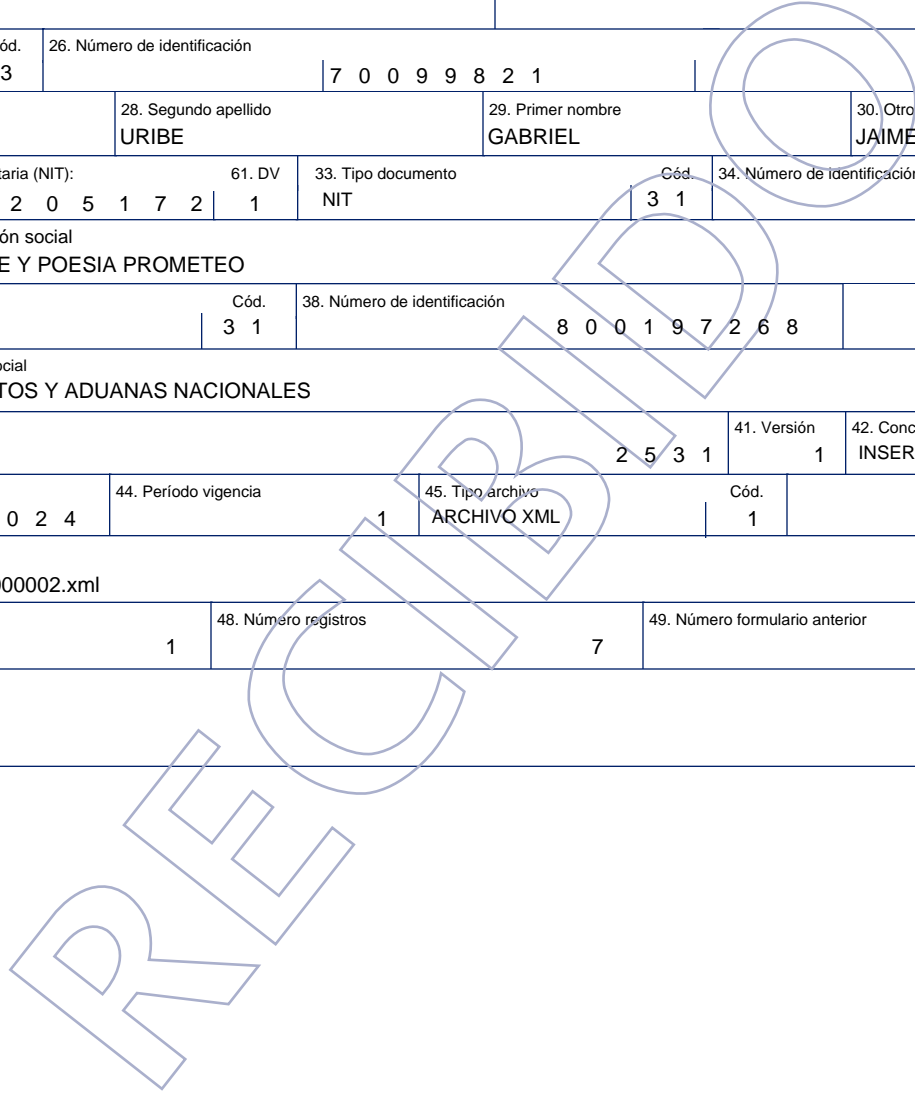 ód. 26. Número de identificación
3 7 0 0 9 9 8 2 1
28. Segundo apellido 29. Primer nombre 30. Otro
URIBE GABRIEL JAIME
taria (NIT): 61. DV 33. Tipo documento Cód. 34. Número de identificación
2 0 5 1 7 2 1 NIT 3 1
ón social
E Y POESIA PROMETEO
Cód. 38. Número de identificación
3 1 8 0 0 1 9 7 2 6 8
ocial
TOS Y ADUANAS NACIONALES
41. Versión 42. Conc
2 5 3 1 1 INSER
44. Período vigencia 45. Tipo archivo Cód.
0 2 4 1 ARCHIVO XML 1
000002.xml
48. Número registros 49. Número formulario anterior
1 7
RECIBIDO